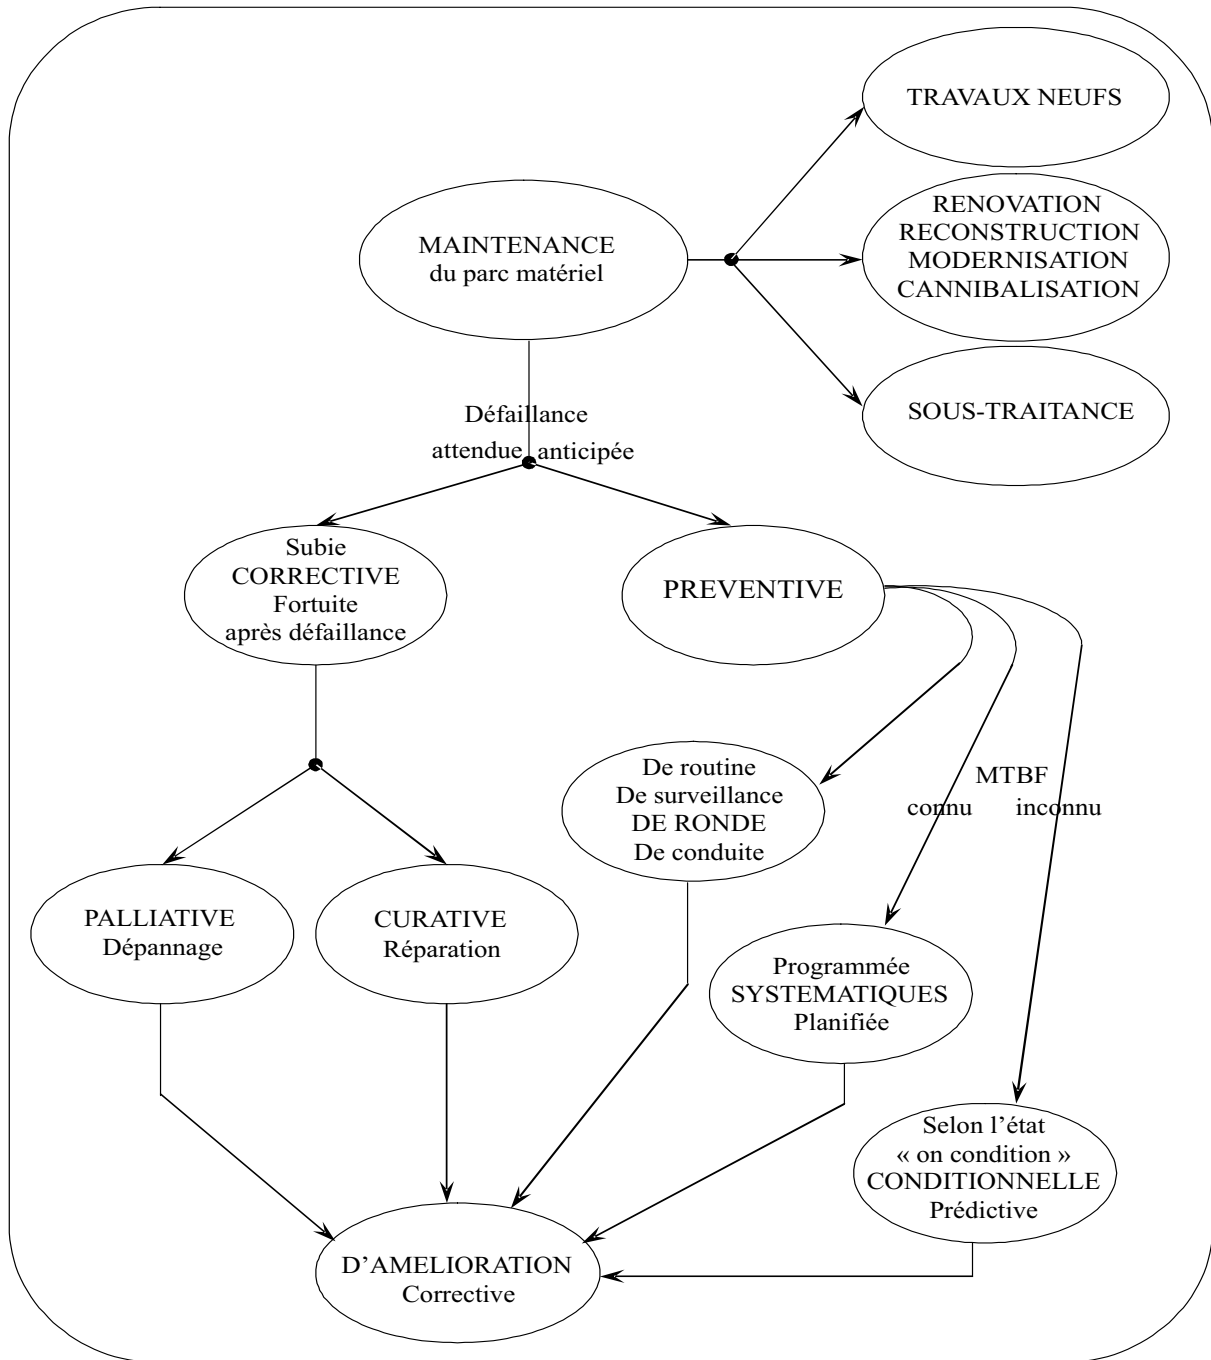 TRAVAUX NEUFS
MAINTENANCE
du parc matériel
RENOVATION
RECONSTRUCTION
MODERNISATION
CANNIBALISATION
SOUS-TRAITANCE
Défaillance
attendue anticipée
Subie
CORRECTIVE
Fortuite
après défaillance
PREVENTIVE
De routine
De surveillance
DE RONDE
De conduite
MTBF
connu inconnu
PALLIATIVE
Dépannage
CURATIVE
Réparation
Programmée
SYSTEMATIQUES
Planifiée
Selon l’état
« on condition »
CONDITIONNELLE
Prédictive
D’AMELIORATION
Corrective